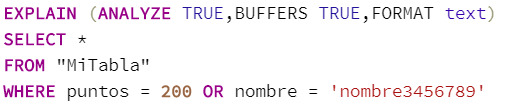 EXPLAIN (ANALYZE TRUE,BUFFERS TRUE,FORMAT text)
SELECT *
FROM "MiTabla"
WHERE puntos = 200 OR nombre = 'nombre3456789'